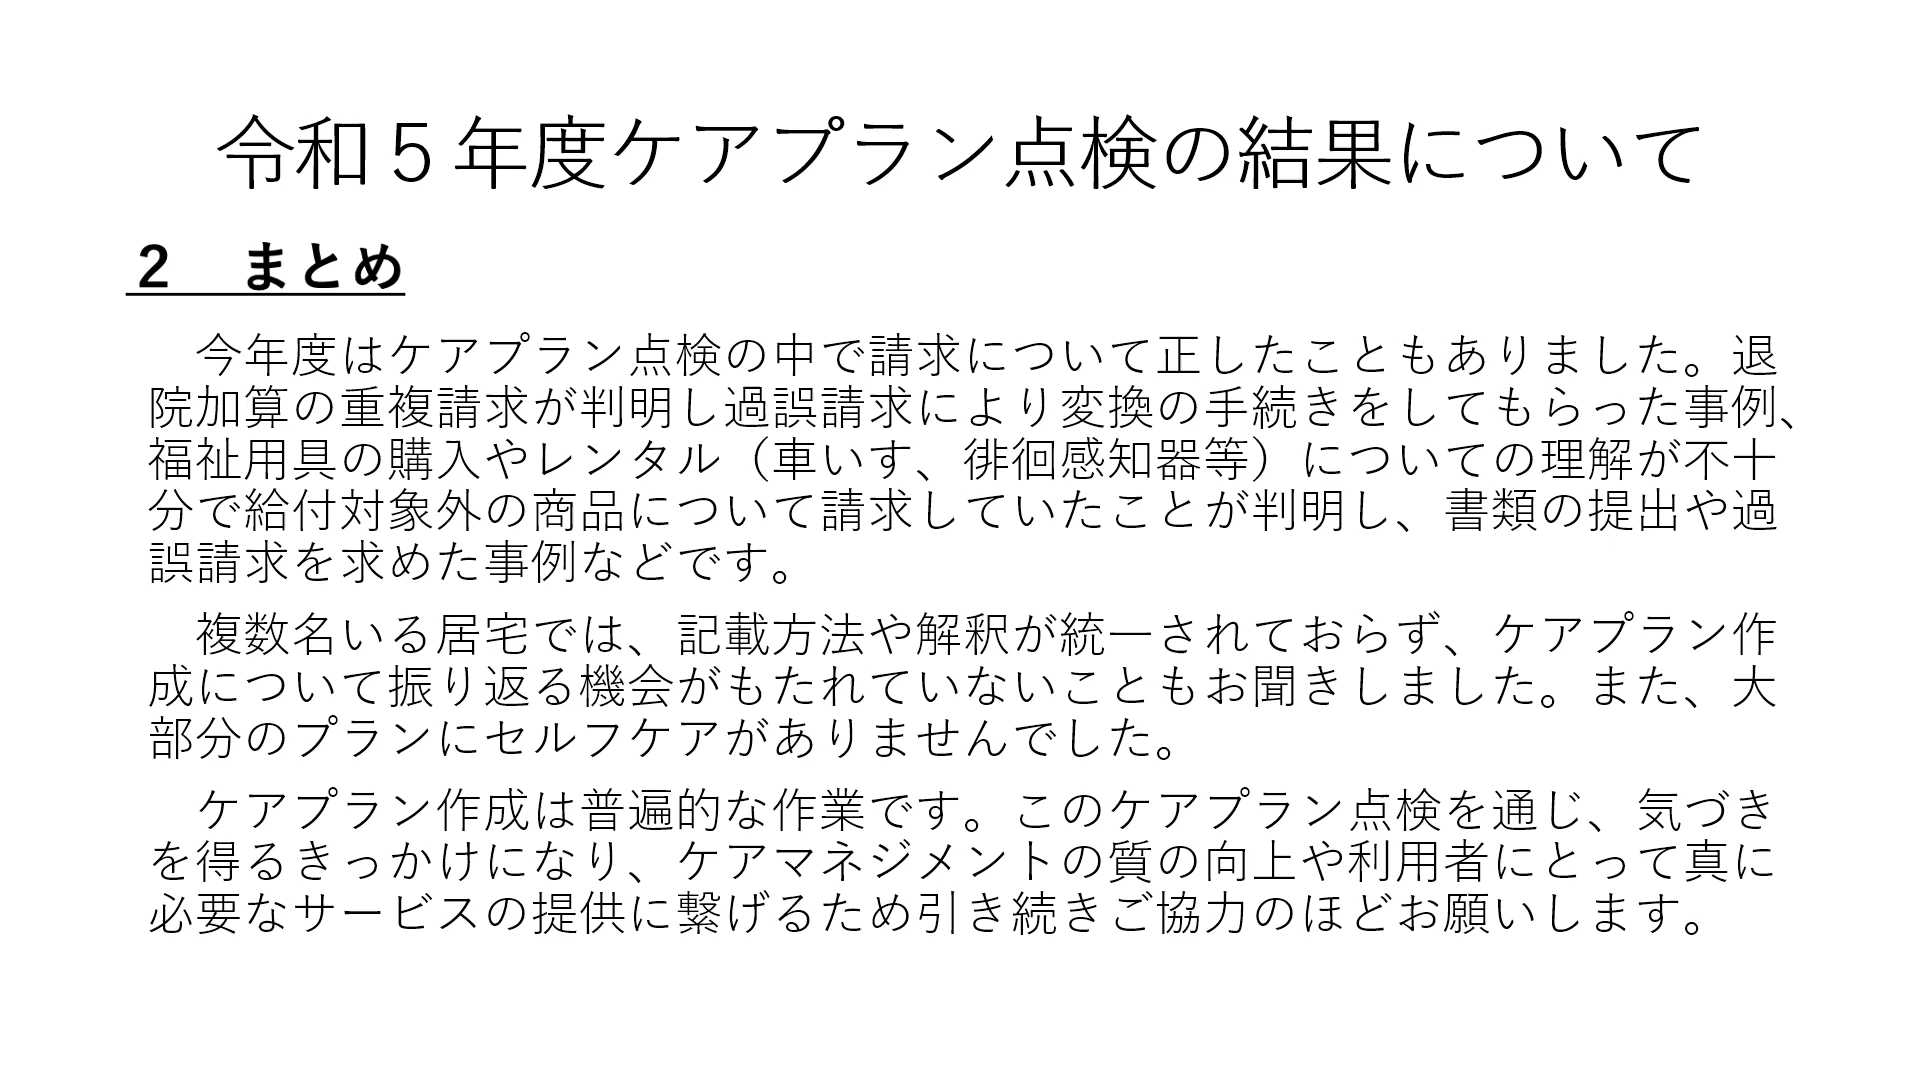 令和５年度ケアプラン点検の結果について
２　まとめ
　今年度はケアプラン点検の中で請求について正したこともありました。退
院加算の重複請求が判明し過誤請求により変換の手続きをしてもらった事例、
福祉用具の購入やレンタル（車いす、徘徊感知器等）についての理解が不十
分で給付対象外の商品について請求していたことが判明し、書類の提出や過
誤請求を求めた事例などです。
　複数名いる居宅では、記載方法や解釈が統一されておらず、ケアプラン作
成について振り返る機会がもたれていないこともお聞きしました。また、大
部分のプランにセルフケアがありませんでした。
　ケアプラン作成は普遍的な作業です。このケアプラン点検を通じ、気づき
を得るきっかけになり、ケアマネジメントの質の向上や利用者にとって真に
必要なサービスの提供に繋げるため引き続きご協力のほどお願いします。